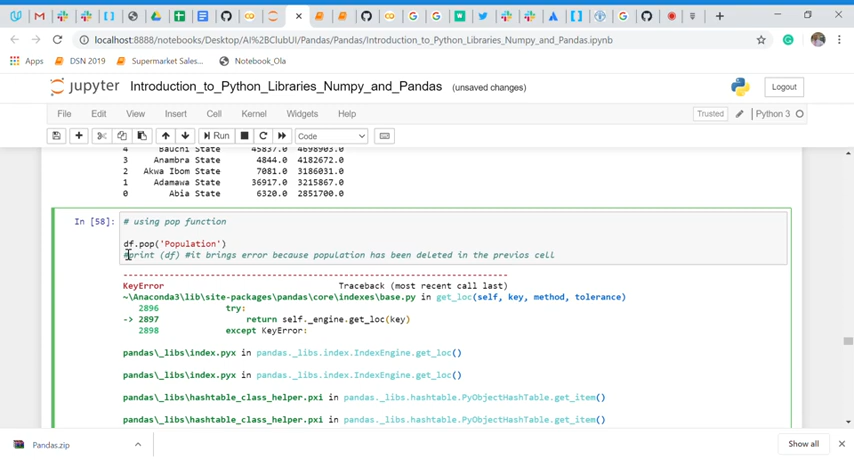 localhost:8888/notebooks/Desktop/AI%2BClubUI/Pandas/Pandas/Introduction_to_Python_Libraries_Numpy_and_Pandas.ipynb
Apps DSN 2019 Supermarket Sales... Notebook_Ola
jupyter Introduction_to_Python_Libraries_Numpy_and_Pandas (unsaved changes) Logout
File Edit View Insert Cell Kernel Widgets Help Trusted Python 3
Run Code
4 Bauchi State 45837.0 4698903.0
3 Anambra State 4844.0 4182672.0
2 Akwa Ibom State 7081.0 3186031.0
1 Adamawa State 36917.0 3215867.0
0 Abia State 6320.0 2851700.0
In [58]: # using pop function
df.pop('Population')
#print (df) #it brings error because population has been deleted in the previos cell
---------------------------------------------------------------------------
KeyError Traceback (most recent call last)
~\Anaconda3\lib\site-packages\pandas\core\indexes\base.py in get_loc(self, key, method, tolerance)
2896 try:
-> 2897 return self._engine.get_loc(key)
2898 except KeyError:
pandas\_libs\index.pyx in pandas._libs.index.IndexEngine.get_loc()
pandas\_libs\index.pyx in pandas._libs.index.IndexEngine.get_loc()
pandas\_libs\hashtable_class_helper.pxi in pandas._libs.hashtable.PyObjectHashTable.get_item()
pandas\_libs\hashtable_class_helper.pxi in pandas._libs.hashtable.PyObjectHashTable.get_item()
Pandas.zip Show all